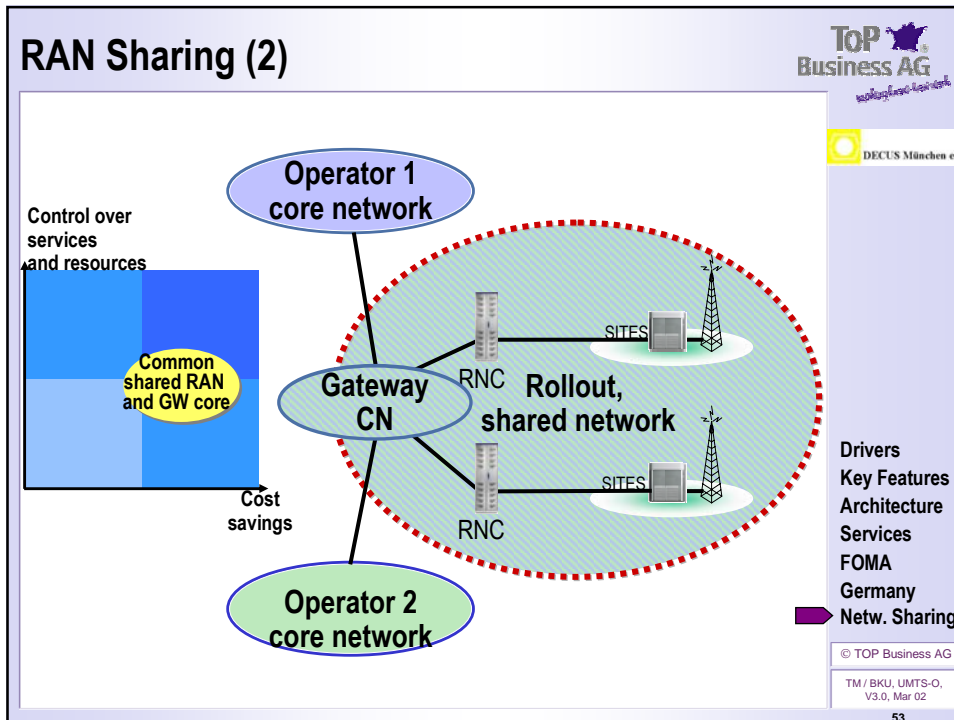 RAN Sharing (2)
TOP
Business AG
DECUS München e
Operator 1
core network
Control over
services
and resources
Common
shared RAN
and GW core
Cost
savings
Gateway
CN
RNC
SITES
Rollout,
shared network
RNC
SITES
Operator 2
core network
Drivers
Key Features
Architecture
Services
FOMA
Germany
Netw. Sharing
© TOP Business AG
TM / BKU, UMTS-O,
V3.0, Mar 02
53